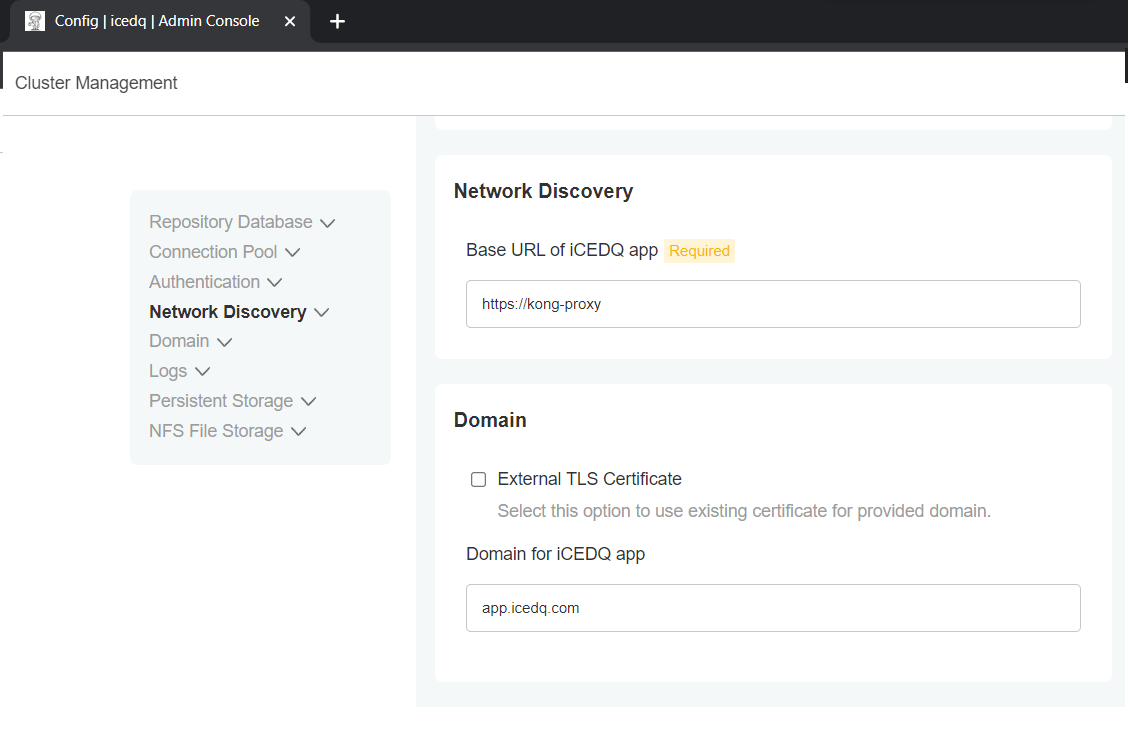 Config | icedq | Admin Console
Cluster Management
Repository Database
Connection Pool
Authentication
Network Discovery
Domain
Logs
Persistent Storage
NFS File Storage
Network Discovery
Base URL of iCEDQ app Required
https://kong-proxy
Domain
External TLS Certificate
Select this option to use existing certificate for provided domain.
Domain for iCEDQ app
app.icedq.com